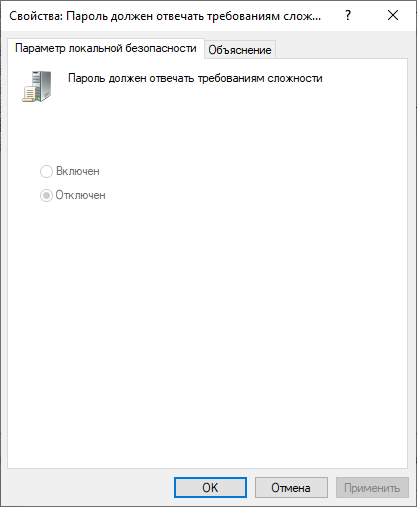 Свойства: Пароль должен отвечать требованиям слож...
?
Параметр локальной безопасности
Объяснение
Пароль должен отвечать требованиям сложности
Включен
Отключен
OK
Отмена
Применить